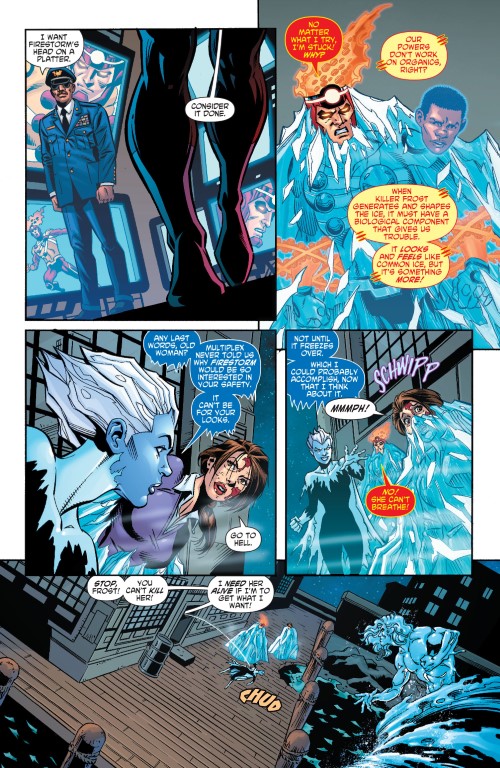 I WANT
FIRESTORM'S
HEAD ON A
PLATTER.
CONSIDER
IT DONE.
NO
MATTER
WHAT I TRY,
I'M STUCK!
WHY?
OUR
POWERS
DON'T WORK
ON ORGANICS,
RIGHT?
WHEN
KILLER FROST
GENERATES AND SHAPES
THE ICE, IT MUST HAVE A
BIOLOGICAL COMPONENT
THAT GIVES US
TROUBLE.
IT LOOKS
AND FEELS LIKE
COMMON ICE, BUT
IT'S SOMETHING
MORE!
ANY LAST
WORDS, OLD
WOMAN?
MULTIPLEX
NEVER TOLD US
WHY FIRESTORM
WOULD BE SO
INTERESTED IN
YOUR SAFETY.
IT
CAN'T BE
FOR YOUR
LOOKS.
GO TO
HELL.
NOT UNTIL
IT FREEZES
OVER.
WHICH I
COULD PROBABLY
ACCOMPLISH, NOW
THAT I THINK
ABOUT IT.
SCHWIPP
MMMPH!
NO!
SHE CAN'T
BREATHE!
STOP,
FROST!
YOU
CAN'T KILL
HER!
I NEED HER
ALIVE IF I'M TO
GET WHAT I
WANT!
CHUD